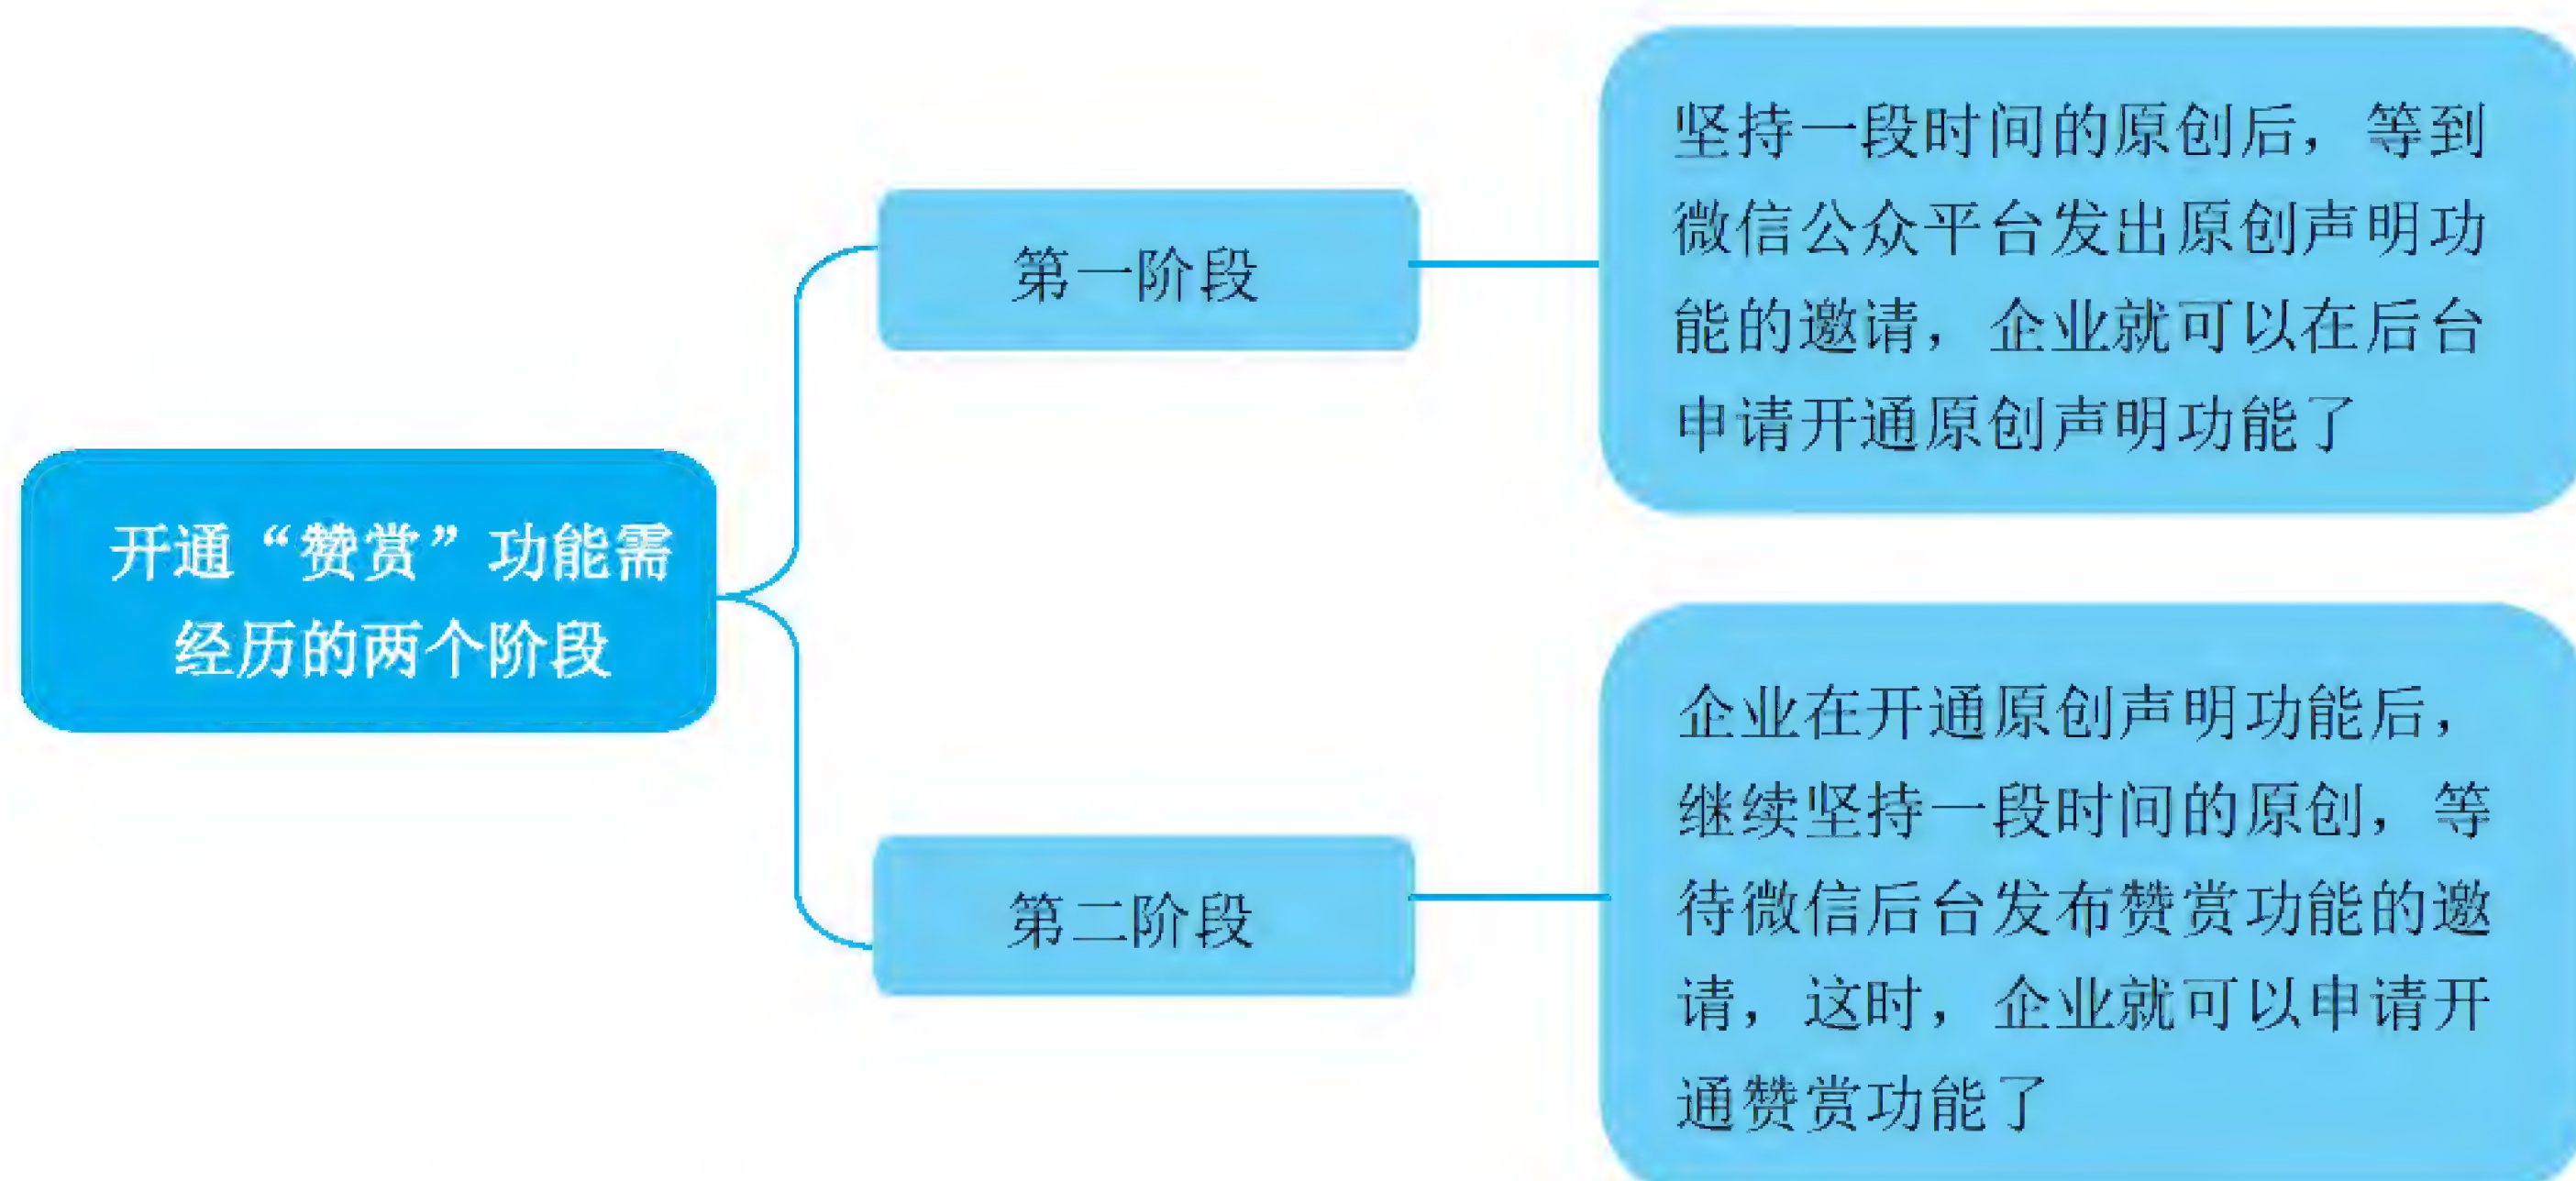 开通“赞赏”功能需
经历的两个阶段
第一阶段
坚持一段时间的原创后，等到
微信公众平台发出原创声明功
能的邀请，企业就可以在后台
申请开通原创声明功能了
第二阶段
企业在开通原创声明功能后，
继续坚持一段时间的原创，等
待微信后台发布赞赏功能的邀
请，这时，企业就可以申请开
通赞赏功能了